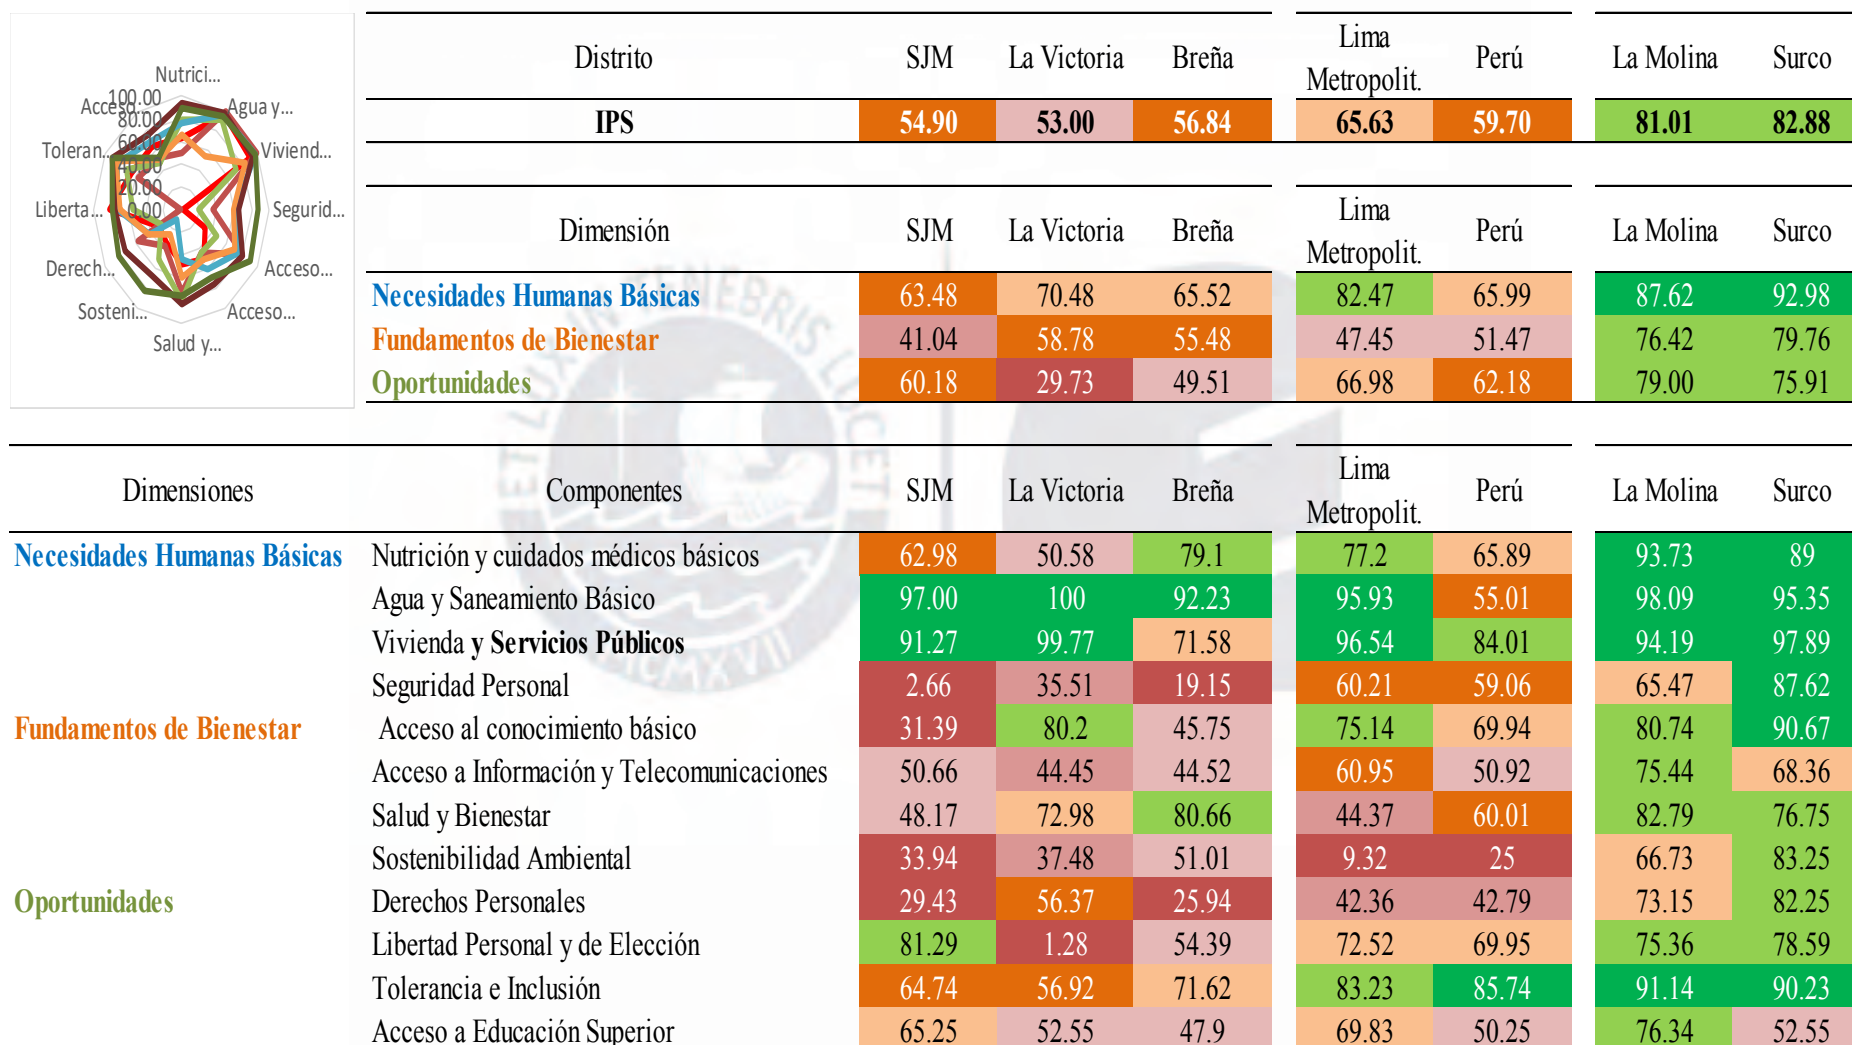 Nutrici...
100.00
Acceso...
Agua y...
80.00
60.00
Toleran...
Viviend...
40.00
20.00
Liberta...
0.00
Segurid...
Derech...
Acceso...
Sosteni...
Acceso...
Salud y...
Distrito SJM La Victoria Breña Lima Metropolit. Perú La Molina Surco
IPS 54.90 53.00 56.84 65.63 59.70 81.01 82.88
Dimensión SJM La Victoria Breña Lima Metropolit. Perú La Molina Surco
Necesidades Humanas Básicas 63.48 70.48 65.52 82.47 65.99 87.62 92.98
Fundamentos de Bienestar 41.04 58.78 55.48 47.45 51.47 76.42 79.76
Oportunidades 60.18 29.73 49.51 66.98 62.18 79.00 75.91
Dimensiones Componentes SJM La Victoria Breña Lima Metropolit. Perú La Molina Surco
Necesidades Humanas Básicas Nutrición y cuidados médicos básicos 62.98 50.58 79.1 77.2 65.89 93.73 89
Agua y Saneamiento Básico 97.00 100 92.23 95.93 55.01 98.09 95.35
Vivienda y Servicios Públicos 91.27 99.77 71.58 96.54 84.01 94.19 97.89
Seguridad Personal 2.66 35.51 19.15 60.21 59.06 65.47 87.62
Fundamentos de Bienestar Acceso al conocimiento básico 31.39 80.2 45.75 75.14 69.94 80.74 90.67
Acceso a Información y Telecomunicaciones 50.66 44.45 44.52 60.95 50.92 75.44 68.36
Salud y Bienestar 48.17 72.98 80.66 44.37 60.01 82.79 76.75
Sostenibilidad Ambiental 33.94 37.48 51.01 9.32 25 66.73 83.25
Oportunidades Derechos Personales 29.43 56.37 25.94 42.36 42.79 73.15 82.25
Libertad Personal y de Elección 81.29 1.28 54.39 72.52 69.95 75.36 78.59
Tolerancia e Inclusión 64.74 56.92 71.62 83.23 85.74 91.14 90.23
Acceso a Educación Superior 65.25 52.55 47.9 69.83 50.25 76.34 52.55
ET LUX IN TENEBRIS LUCET
MCMXVII